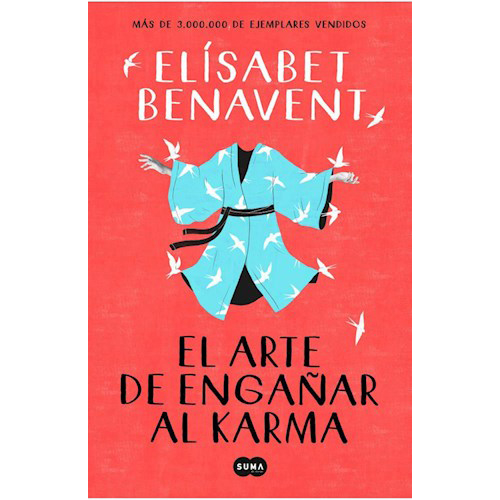 MÁS DE 3.000.000 DE EJEMPLARES VENDIDOS
ELÍSABET
BENAVENT
EL ARTE
DE ENGAÑAR
AL KARMA
SUMA